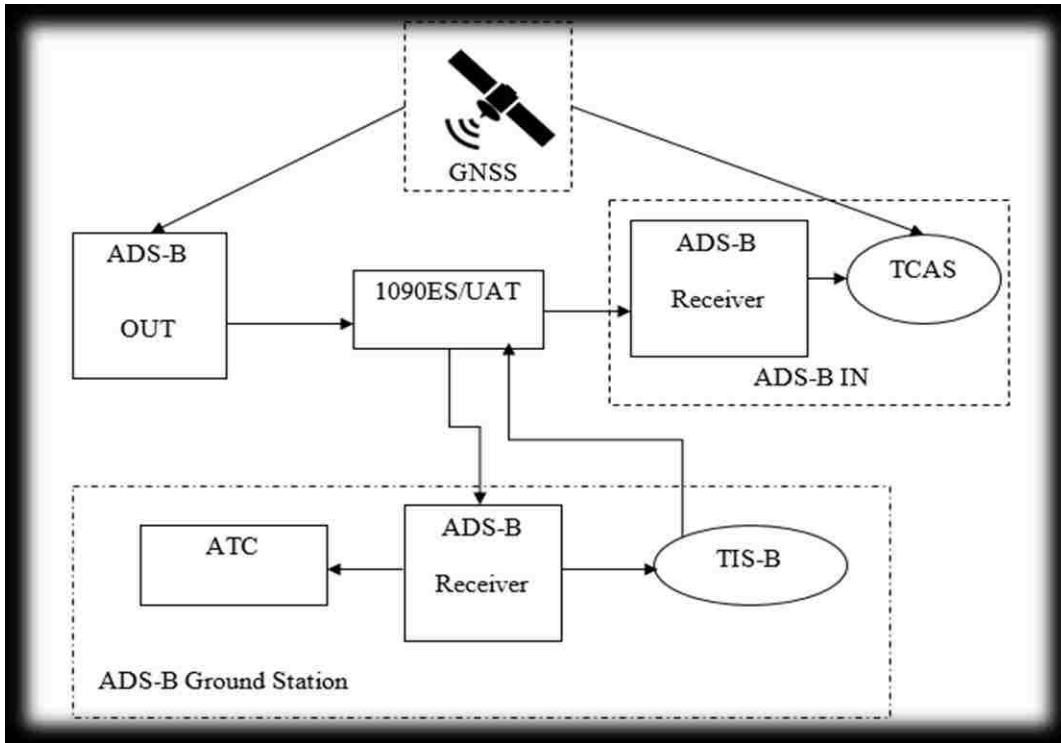 GNSS
ADS-B
OUT
1090ES/UAT
ADS-B
Receiver
TCAS
ADS-B IN
ATC
ADS-B
Receiver
TIS-B
ADS-B Ground Station